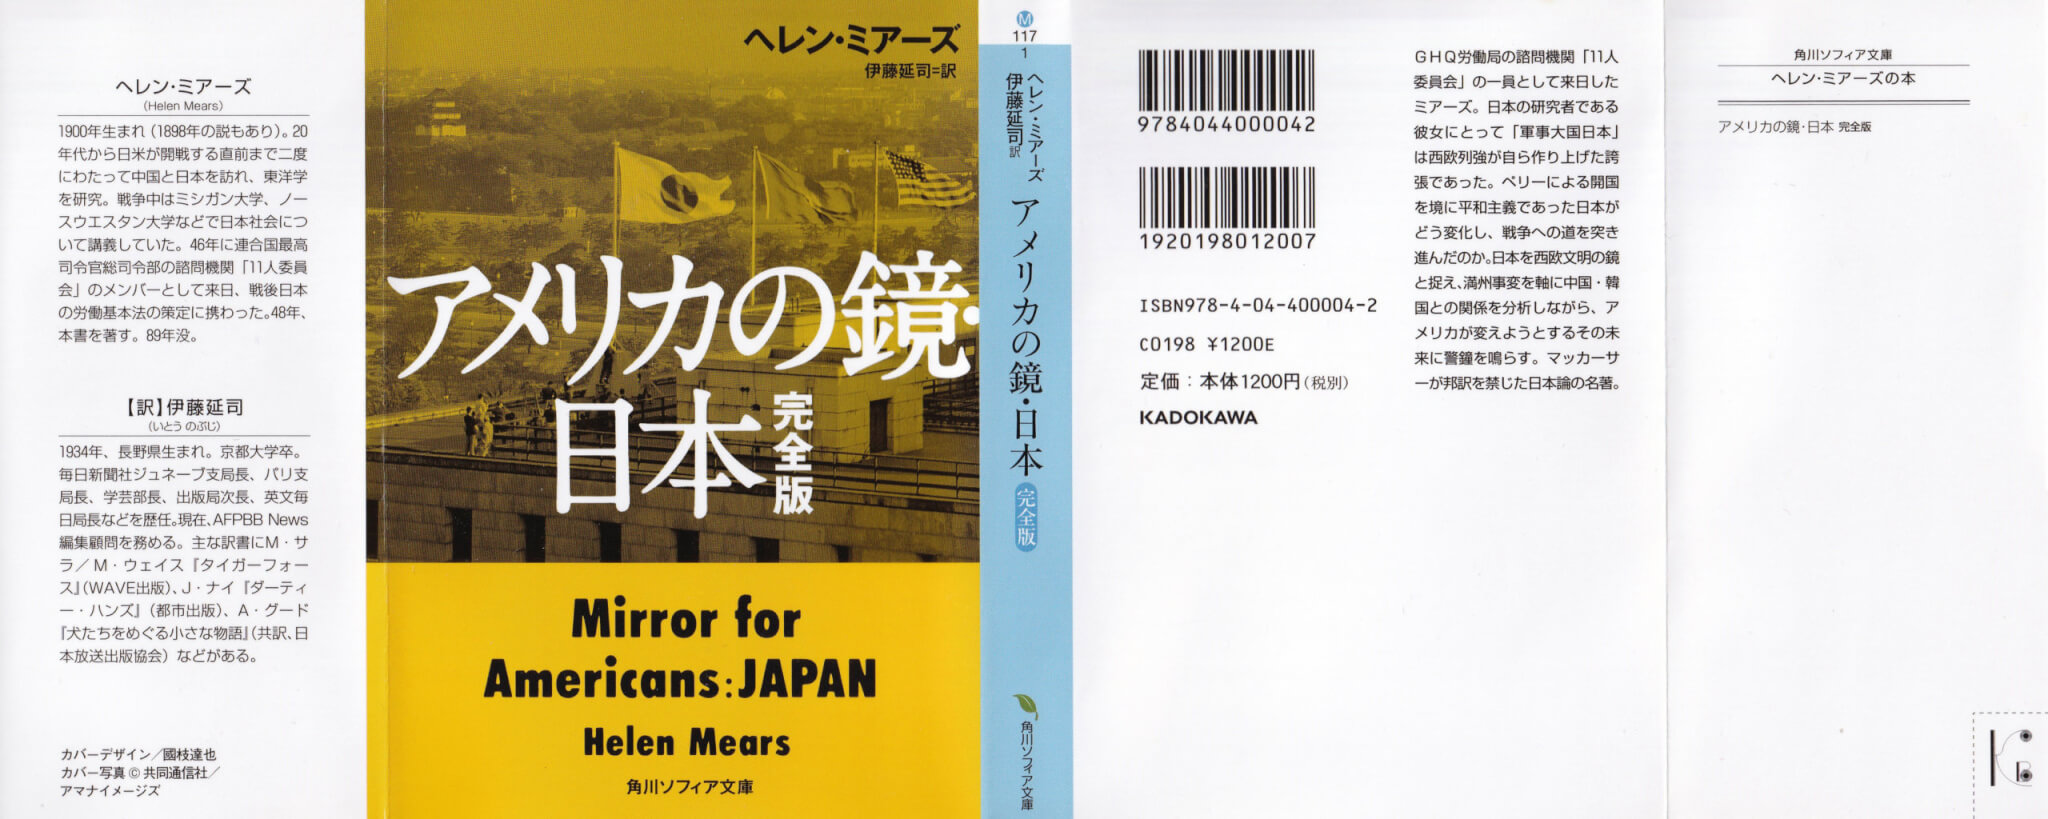 ヘレン・ミアーズ
(Helen Mears)
1900年生まれ(1898年の説もあり)。20
年代から日米が開戦する直前まで二度
にわたって中国と日本を訪れ、東洋学
を研究。戦争中はミシガン大学、ノー
スウエスタン大学などで日本社会につ
いて講義していた。46年に連合国最高
司令官総司令部の諮問機関「11人委員
会」のメンバーとして来日、戦後日本
の労働基本法の策定に携わった。48年、
本書を著す。89年没。
【訳】伊藤延司
(いとう のぶじ)
1934年、長野県生まれ。京都大学卒。
毎日新聞社ジュネーブ支局長、パリ支
局長、学芸部長、出版局次長、英文毎
日局長などを歴任。現在、AFPBB News
編集顧問を務める。主な訳書にM・サ
ラ/M・ウェイス『タイガーフォー
ス』(WAVE出版)、J・ナイ『ダーティ
ー・ハンズ』(都市出版)、A・グード
『犬たちをめぐる小さな物語』(共訳、日
本放送出版協会)などがある。
カバーデザイン/國枝達也
カバー写真©共同通信社/
アマナイメージズ
ヘレン・ミアーズ
伊藤延司=訳
アメリカの鏡・
日本
完全版
Mirror for
Americans:JAPAN
Helen Mears
角川ソフィア文庫
M
117
1
ヘレン・ミアーズ
伊藤延司 訳
アメリカの鏡・日本
完全版
角川ソフィア文庫
9784044000042
1920198012007
ISBN978-4-04-400004-2
C0198 ¥1200E
定価:本体1200円(税別)
KADOKAWA
GHQ労働局の諮問機関「11人
委員会」の一員として来日した
ミアーズ。日本の研究者である
彼女にとって「軍事大国日本」
は西欧列強が自ら作り上げた誇
張であった。ペリーによる開国
を境に平和主義であった日本が
どう変化し、戦争への道を突き
進んだのか。日本を西欧文明の鏡
と捉え、満州事変を軸に中国・韓
国との関係を分析しながら、ア
メリカが変えようとするその未
来に警鐘を鳴らす。マッカーサ
ーが邦訳を禁じた日本論の名著。
角川ソフィア文庫
ヘレン・ミアーズの本
アメリカの鏡・日本 完全版
K
B